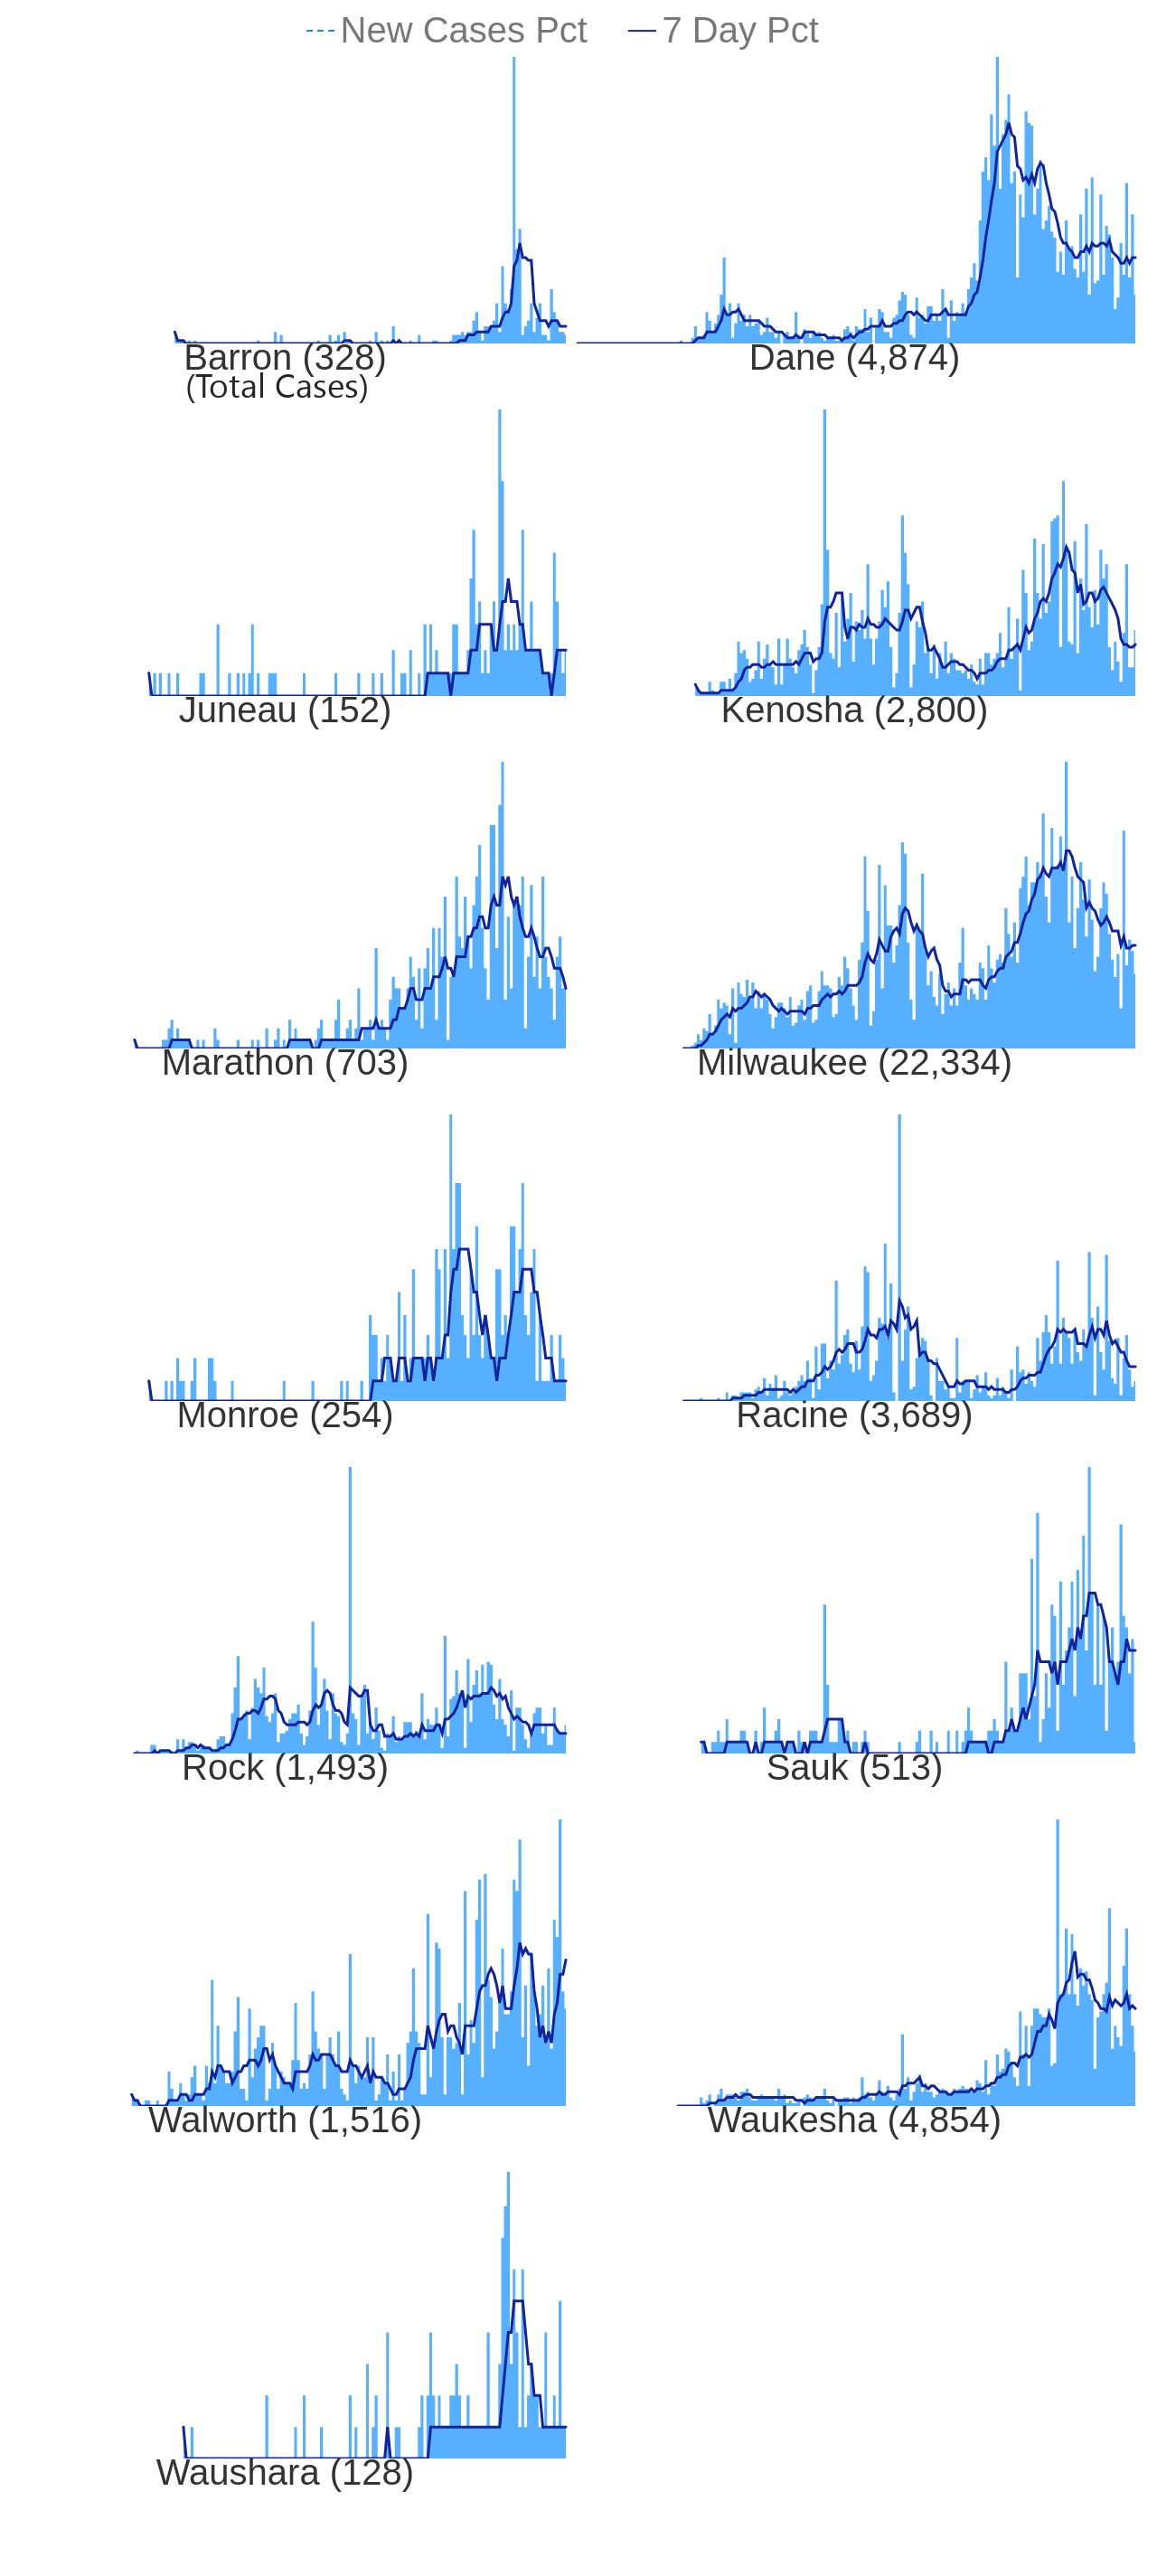 New Cases Pct 7 Day Pct
Barron (328) Dane (4,874)
(Total Cases)
Juneau (152) Kenosha (2,800)
Marathon (703) Milwaukee (22,334)
Monroe (254) Racine (3,689)
Rock (1,493) Sauk (513)
Walworth (1,516) Waukesha (4,854)
Waushara (128)